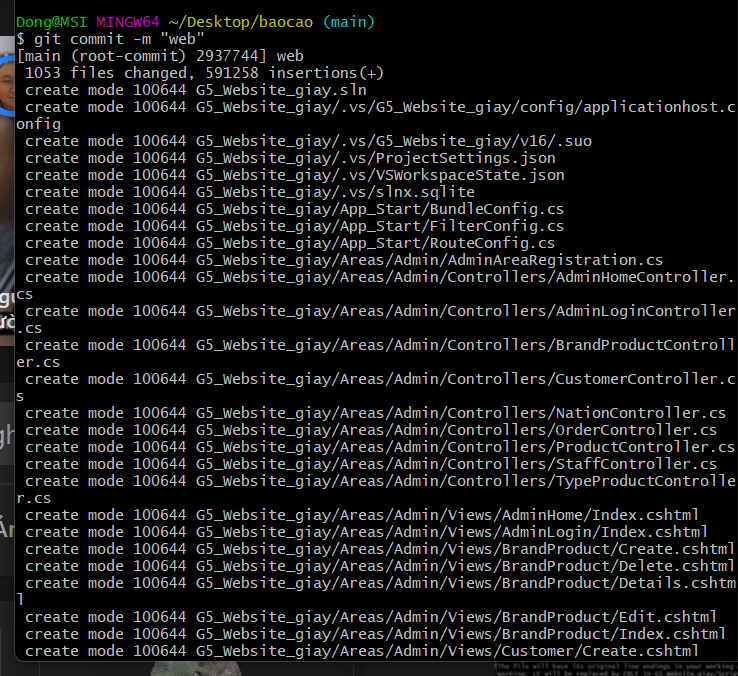 Dong@MSI MINGW64 ~/Desktop/baocao (main)
$ git commit -m "web"
[main (root-commit) 2937744] web
 1053 files changed, 591258 insertions(+)
 create mode 100644 G5_Website_giay.sln
 create mode 100644 G5_Website_giay/.vs/G5_Website_giay/config/applicationhost.c
onfig
 create mode 100644 G5_Website_giay/.vs/G5_Website_giay/v16/.suo
 create mode 100644 G5_Website_giay/.vs/ProjectSettings.json
 create mode 100644 G5_Website_giay/.vs/VSWorkspaceState.json
 create mode 100644 G5_Website_giay/.vs/slnx.sqlite
 create mode 100644 G5_Website_giay/App_Start/BundleConfig.cs
 create mode 100644 G5_Website_giay/App_Start/FilterConfig.cs
 create mode 100644 G5_Website_giay/App_Start/RouteConfig.cs
 create mode 100644 G5_Website_giay/Areas/Admin/AdminAreaRegistration.cs
 create mode 100644 G5_Website_giay/Areas/Admin/Controllers/AdminHomeController.
cs
 create mode 100644 G5_Website_giay/Areas/Admin/Controllers/AdminLoginController
.cs
 create mode 100644 G5_Website_giay/Areas/Admin/Controllers/BrandProductControll
er.cs
 create mode 100644 G5_Website_giay/Areas/Admin/Controllers/CustomerController.c
s
 create mode 100644 G5_Website_giay/Areas/Admin/Controllers/NationController.cs
 create mode 100644 G5_Website_giay/Areas/Admin/Controllers/OrderController.cs
 create mode 100644 G5_Website_giay/Areas/Admin/Controllers/ProductController.cs
 create mode 100644 G5_Website_giay/Areas/Admin/Controllers/StaffController.cs
 create mode 100644 G5_Website_giay/Areas/Admin/Controllers/TypeProductControlle
r.cs
 create mode 100644 G5_Website_giay/Areas/Admin/Views/AdminHome/Index.cshtml
 create mode 100644 G5_Website_giay/Areas/Admin/Views/AdminLogin/Index.cshtml
 create mode 100644 G5_Website_giay/Areas/Admin/Views/BrandProduct/Create.cshtml
 create mode 100644 G5_Website_giay/Areas/Admin/Views/BrandProduct/Delete.cshtml
 create mode 100644 G5_Website_giay/Areas/Admin/Views/BrandProduct/Details.cshtm
l
 create mode 100644 G5_Website_giay/Areas/Admin/Views/BrandProduct/Edit.cshtml
 create mode 100644 G5_Website_giay/Areas/Admin/Views/BrandProduct/Index.cshtml
 create mode 100644 G5_Website_giay/Areas/Admin/Views/Customer/Create.cshtml